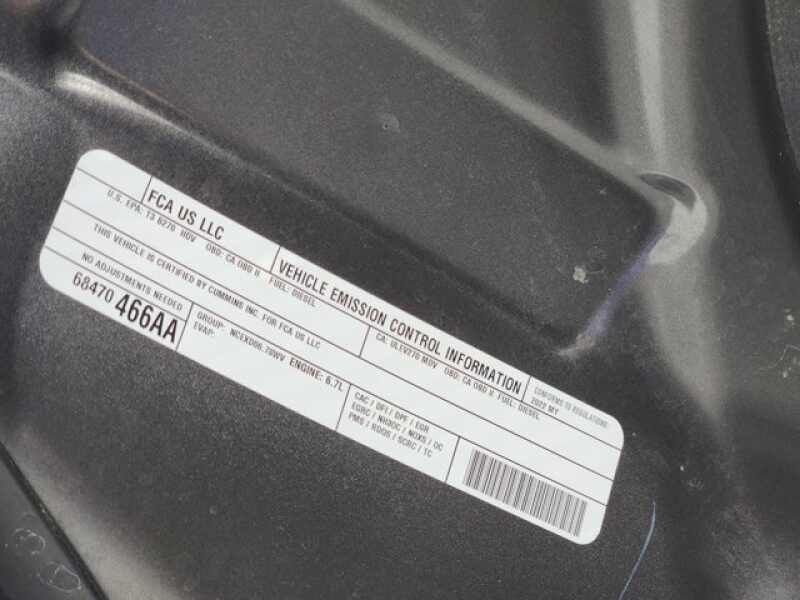 FCA US LLC
VEHICLE EMISSION CONTROL INFORMATION
CONFORMS TO REGULATIONS:
2022 MY
U.S. EPA: T3 B270 HDV OBD: CA OBD II FUEL: DIESEL
CA: ULEV270 MDV OBD: CA OBD II FUEL: DIESEL
THIS VEHICLE IS CERTIFIED BY CUMMINS INC. FOR FCA US LLC
NO ADJUSTMENTS NEEDED
68470
466AA
GROUP: NCEXD06.78WV ENGINE: 6.7L
EVAP:
CAC / DFI / DPF / EGR
EGRC / NH3OC / NOXS / OC
PMS / RDQS / SCRC / TC